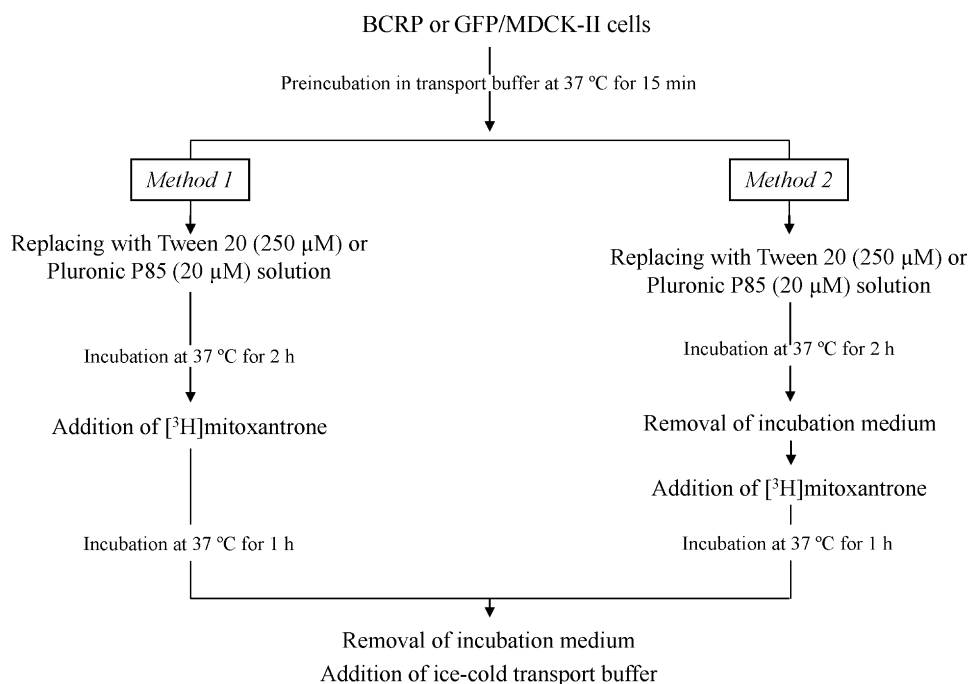 BCRP or GFP/MDCK-II cells
Preincubation in transport buffer at 37 ºC for 15 min
Method 1
Replacing with Tween 20 (250 µM) or
Pluronic P85 (20 µM) solution
Incubation at 37 ºC for 2 h
Addition of [³H]mitoxantrone
Incubation at 37 ºC for 1 h
Method 2
Replacing with Tween 20 (250 µM) or
Pluronic P85 (20 µM) solution
Incubation at 37 ºC for 2 h
Removal of incubation medium
Addition of [³H]mitoxantrone
Incubation at 37 ºC for 1 h
Removal of incubation medium
Addition of ice-cold transport buffer